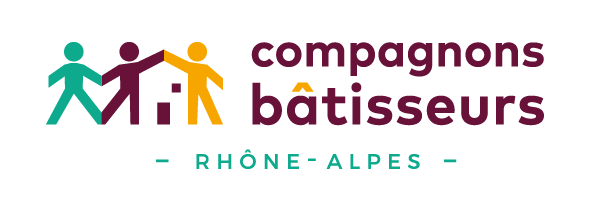 compagnons
bâtisseurs
– RHÔNE-ALPES –